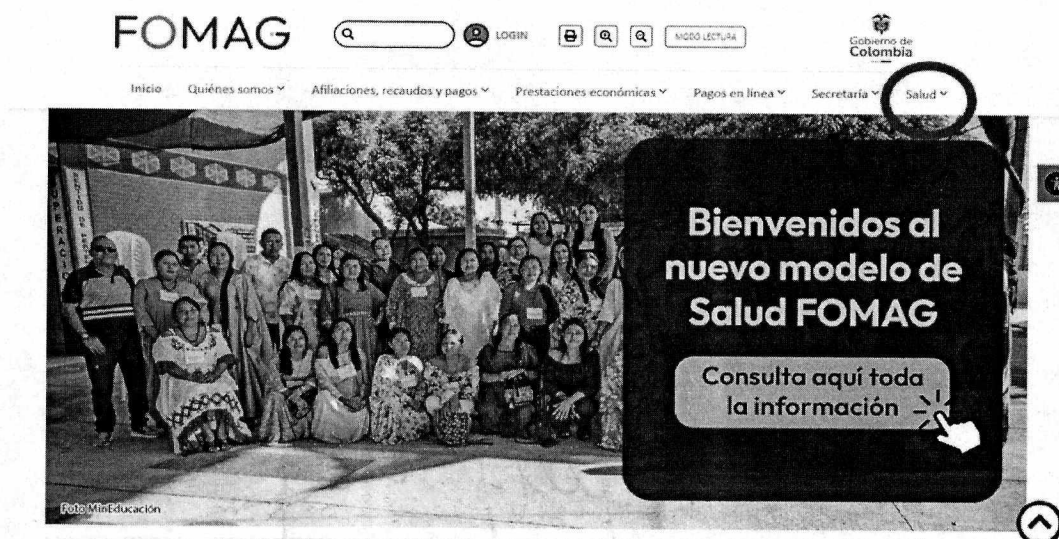 FOMAG
LOGIN
MODO LECTURA
Gobierno de
Colombia
Inicio Quiénes somos Afiliaciones, recaudos y pagos Prestaciones económicas Pagos en línea Secretaría Salud
Bienvenidos al
nuevo modelo de
Salud FOMAG
Consulta aquí toda
la información
Foto MinEducación